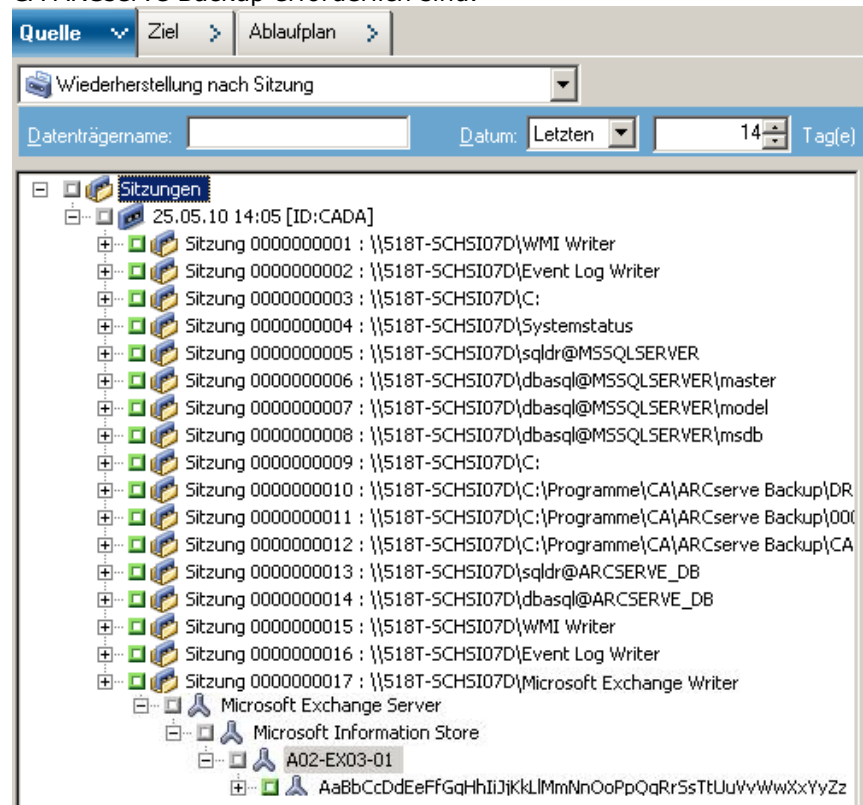 CA ARCserve Backup erforderlich sind.
Quelle Ziel Ablaufplan
Wiederherstellung nach Sitzung
Datenträgername: Datum: Letzten 14 Tag(e)
Sitzungen
25.05.10 14:05 [ID:CADA]
Sitzung 0000000001 : \\518T-SCHSI07D\WMI Writer
Sitzung 0000000002 : \\518T-SCHSI07D\Event Log Writer
Sitzung 0000000003 : \\518T-SCHSI07D\C:
Sitzung 0000000004 : \\518T-SCHSI07D\Systemstatus
Sitzung 0000000005 : \\518T-SCHSI07D\sqldr@MSSQLSERVER
Sitzung 0000000006 : \\518T-SCHSI07D\dbasql@MSSQLSERVER\master
Sitzung 0000000007 : \\518T-SCHSI07D\dbasql@MSSQLSERVER\model
Sitzung 0000000008 : \\518T-SCHSI07D\dbasql@MSSQLSERVER\msdb
Sitzung 0000000009 : \\518T-SCHSI07D\C:
Sitzung 0000000010 : \\518T-SCHSI07D\C:\Programme\CA\ARCserve Backup\DR
Sitzung 0000000011 : \\518T-SCHSI07D\C:\Programme\CA\ARCserve Backup\000
Sitzung 0000000012 : \\518T-SCHSI07D\C:\Programme\CA\ARCserve Backup\CA
Sitzung 0000000013 : \\518T-SCHSI07D\sqldr@ARCSERVE_DB
Sitzung 0000000014 : \\518T-SCHSI07D\dbasql@ARCSERVE_DB
Sitzung 0000000015 : \\518T-SCHSI07D\WMI Writer
Sitzung 0000000016 : \\518T-SCHSI07D\Event Log Writer
Sitzung 0000000017 : \\518T-SCHSI07D\Microsoft Exchange Writer
Microsoft Exchange Server
Microsoft Information Store
A02-EX03-01
AaBbCcDdEeFfGgHhIiJjKkLlMmNnOoPpQqRrSsTtUuVvWwXxYyZz